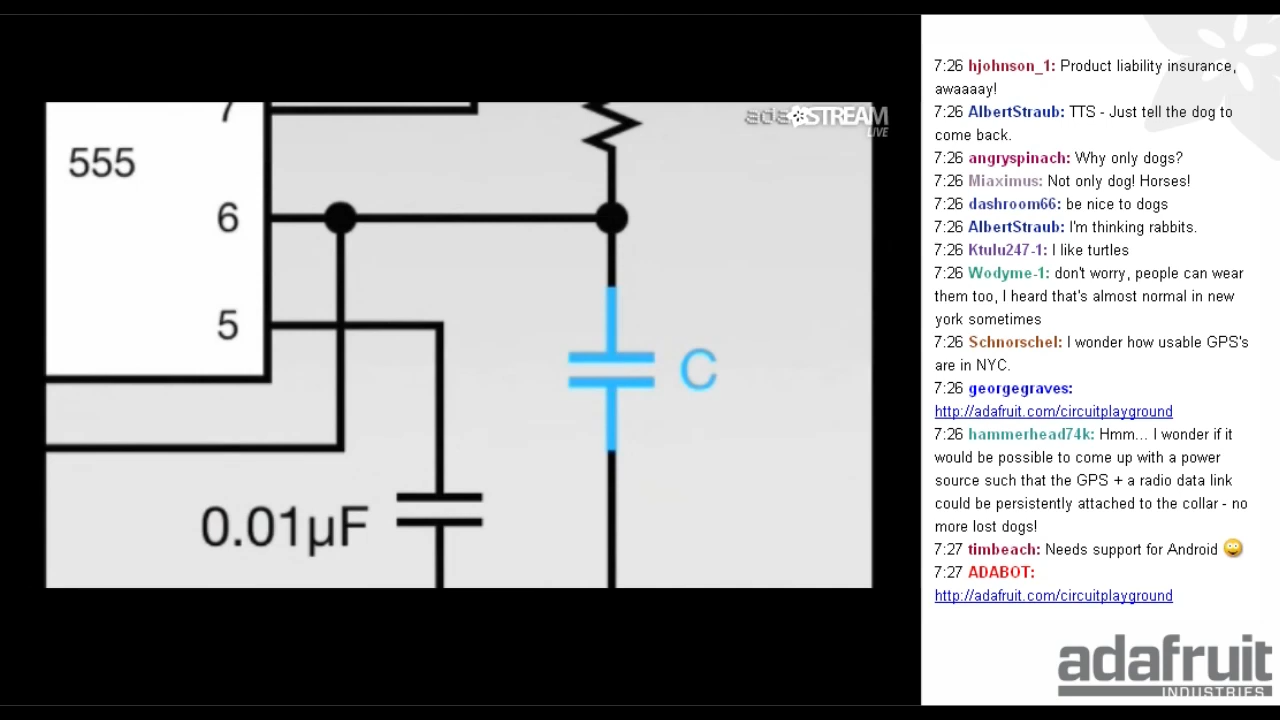 7
adafruit STREAM
LIVE
555
6
5
C
0.01µF
7:26 hjohnson_1: Product liability insurance,
awaaaay!
7:26 AlbertStraub: TTS - Just tell the dog to
come back.
7:26 angryspinach: Why only dogs?
7:26 Miaximus: Not only dog! Horses!
7:26 dashroom66: be nice to dogs
7:26 AlbertStraub: I'm thinking rabbits.
7:26 Ktulu247-1: I like turtles
7:26 Wodyme-1: don't worry, people can wear
them too, I heard that's almost normal in new
york sometimes
7:26 Schnorschel: I wonder how usable GPS's
are in NYC.
7:26 georgegraves:
http://adafruit.com/circuitplayground
7:26 hammerhead74k: Hmm... I wonder if it
would be possible to come up with a power
source such that the GPS + a radio data link
could be persistently attached to the collar - no
more lost dogs!
7:27 timbeach: Needs support for Android
7:27 ADABOT:
http://adafruit.com/circuitplayground
adafruit
INDUSTRIES